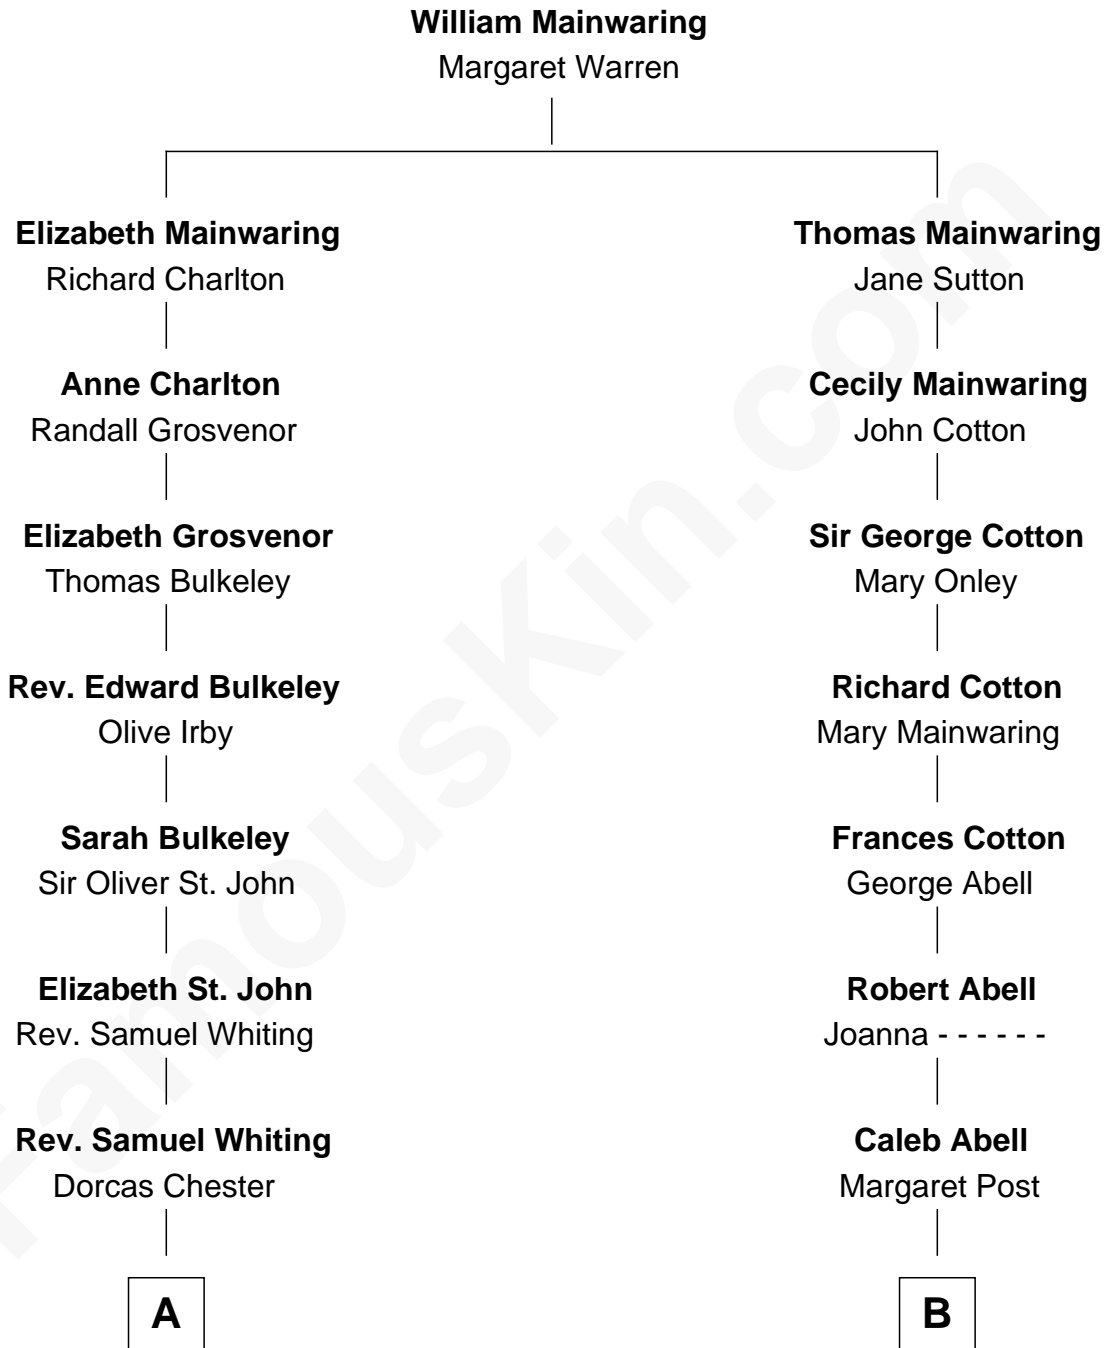 William Mainwaring
Margaret Warren
Elizabeth Mainwaring
Richard Charlton
Thomas Mainwaring
Jane Sutton
Anne Charlton
Randall Grosvenor
Cecily Mainwaring
John Cotton
Elizabeth Grosvenor
Thomas Bulkeley
Sir George Cotton
Mary Onley
Rev. Edward Bulkeley
Olive Irby
Richard Cotton
Mary Mainwaring
Sarah Bulkeley
Sir Oliver St. John
Frances Cotton
George Abell
Elizabeth St. John
Rev. Samuel Whiting
Robert Abell
Joanna - - - - - -
Rev. Samuel Whiting
Dorcas Chester
Caleb Abell
Margaret Post
A
B
FamousKin.com